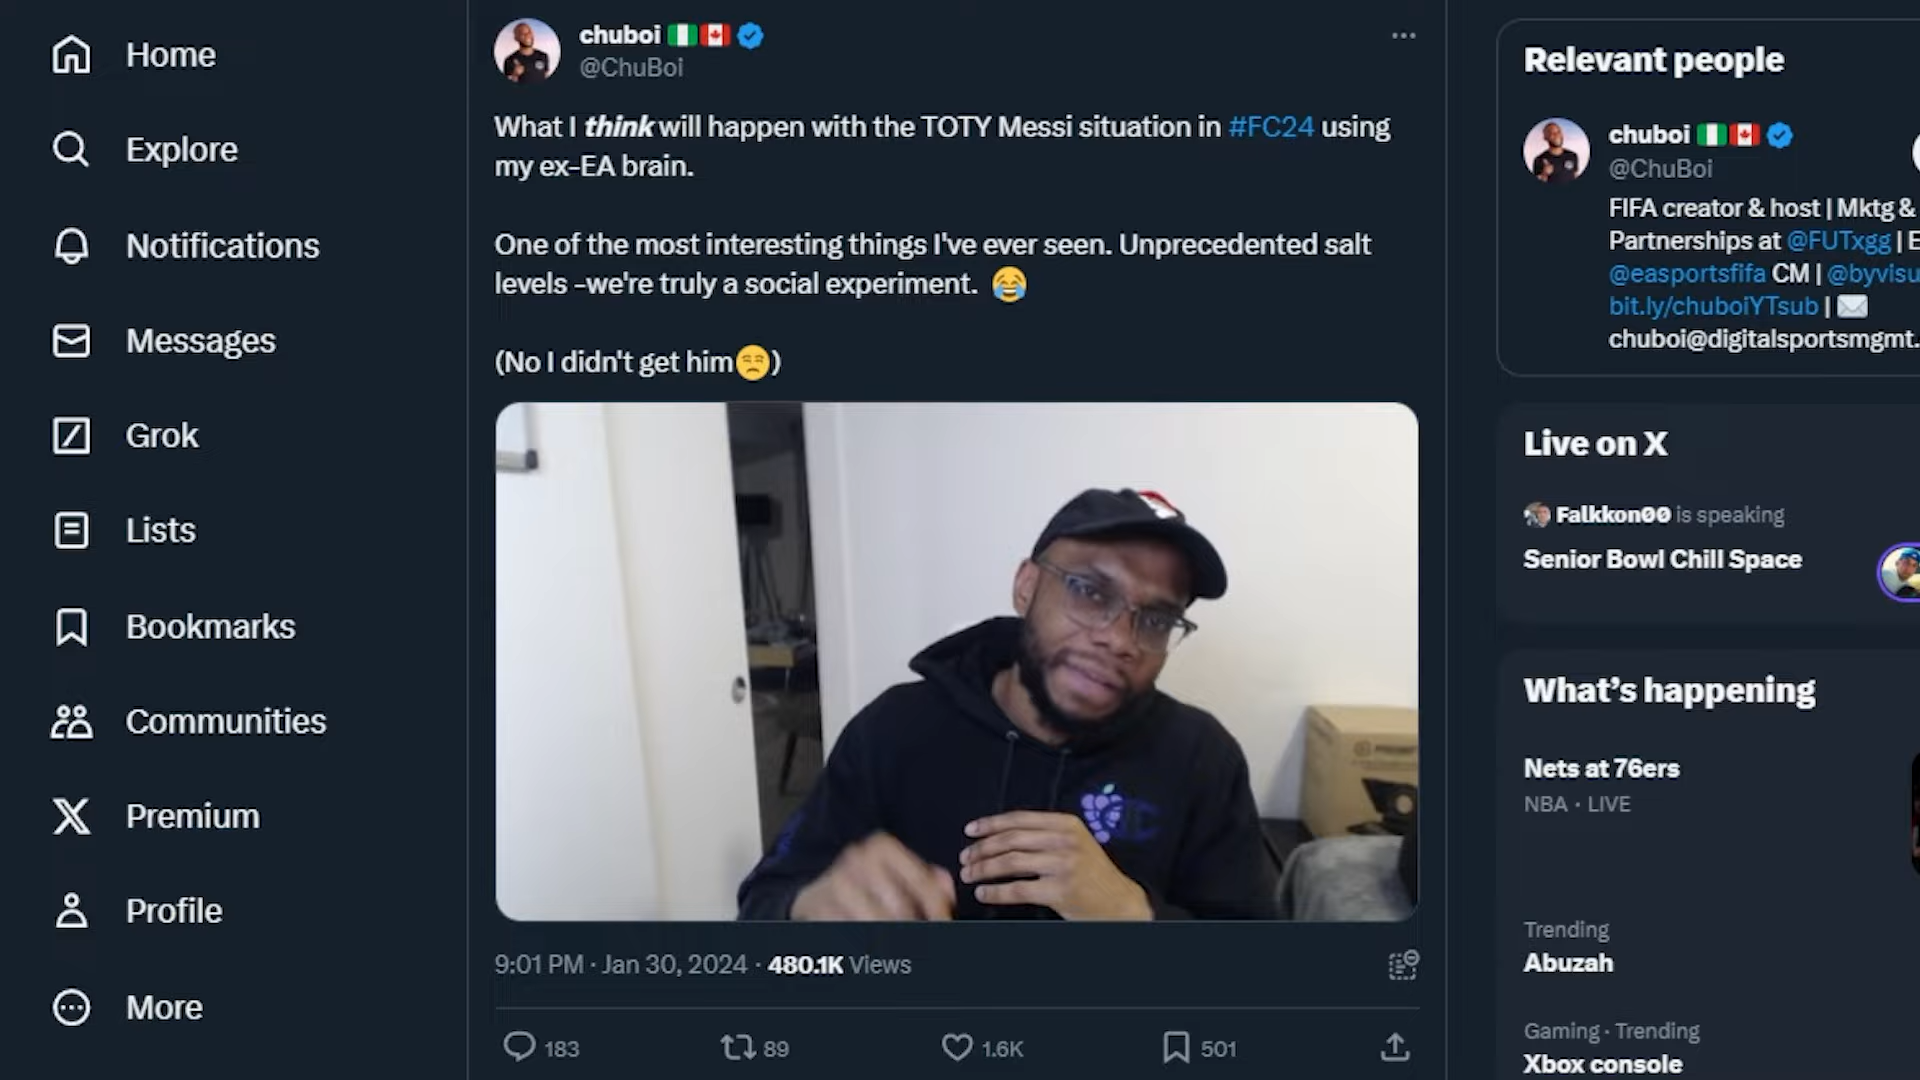 Home
Explore
Notifications
Messages
Grok
Lists
Bookmarks
Communities
Premium
Profile
More
chuboi 🇳🇬🇨🇦
@ChuBoi
What I think will happen with the TOTY Messi situation in #FC24 using
my ex-EA brain.
One of the most interesting things I've ever seen. Unprecedented salt
levels -we're truly a social experiment. 😂
(No I didn't get him😒)
9:01 PM · Jan 30, 2024 · 480.1K Views
183
89
1.6K
501
Relevant people
chuboi 🇳🇬🇨🇦
@ChuBoi
FIFA creator & host | Mktg &
Partnerships at @FUTxgg | E
@easportsfifa CM | @byvisu
bit.ly/chuboiYTsub | ✉️
chuboi@digitalsportsmgmt.
Live on X
Falkkon00 is speaking
Senior Bowl Chill Space
What's happening
Nets at 76ers
NBA · LIVE
Trending
Abuzah
Gaming · Trending
Xbox console